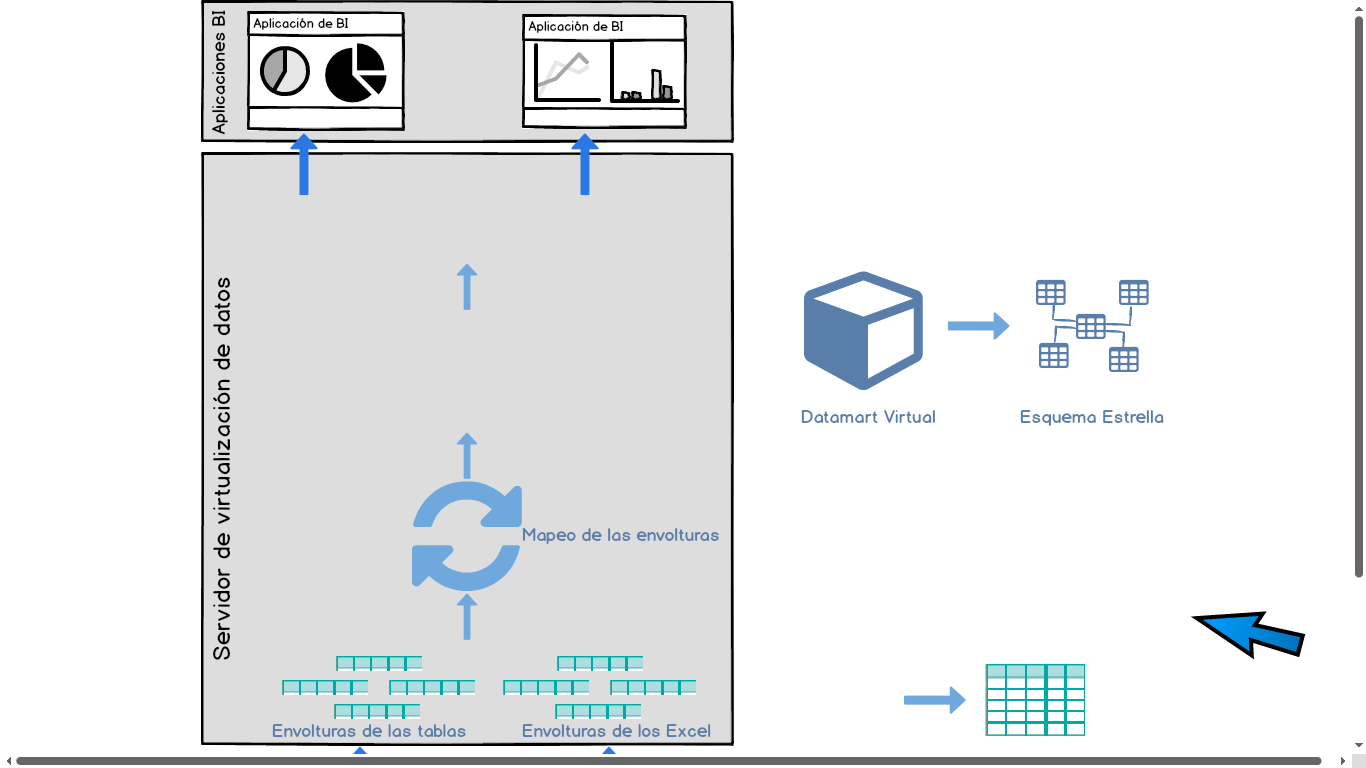 Aplicaciones BI
Aplicación de BI
Aplicación de BI
Servidor de virtualización de datos
Datamart Virtual
Esquema Estrella
Mapeo de las envolturas
Envolturas de las tablas
Envolturas de los Excel